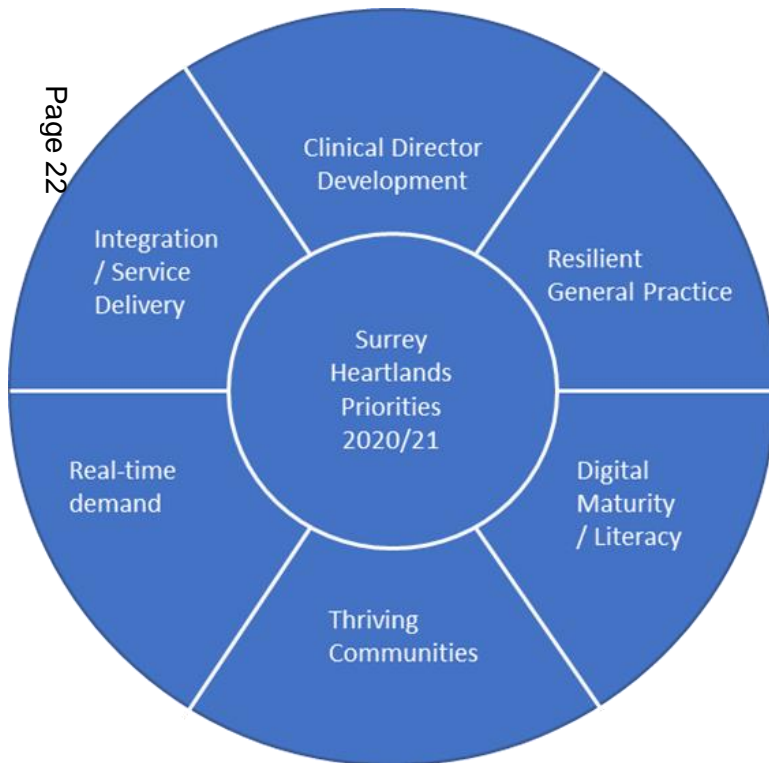 Page 22
Clinical Director
Development
Resilient
General Practice
Digital
Maturity
/ Literacy
Thriving
Communities
Real-time
demand
Integration
/ Service
Delivery
Surrey
Heartlands
Priorities
2020/21